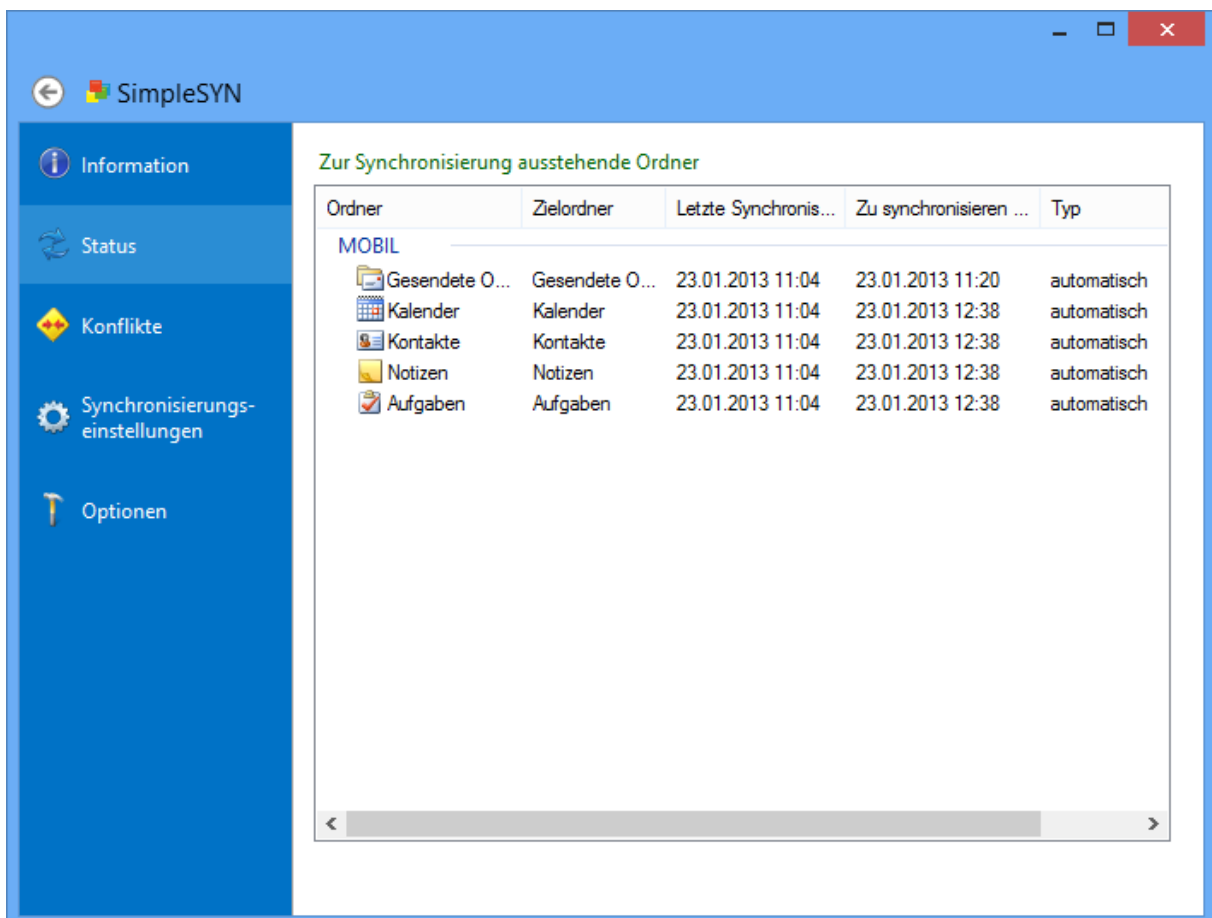 SimpleSYN
Information
Status
Konflikte
Synchronisierungs-
einstellungen
Optionen
Zur Synchronisierung ausstehende Ordner
Ordner Zielordner Letzte Synchronis... Zu synchronisieren ... Typ
MOBIL
Gesendete O... Gesendete O... 23.01.2013 11:04 23.01.2013 11:20 automatisch
Kalender Kalender 23.01.2013 11:04 23.01.2013 12:38 automatisch
Kontakte Kontakte 23.01.2013 11:04 23.01.2013 12:38 automatisch
Notizen Notizen 23.01.2013 11:04 23.01.2013 12:38 automatisch
Aufgaben Aufgaben 23.01.2013 11:04 23.01.2013 12:38 automatisch